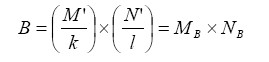 B = (M'/k) × (N'/l) = M_B × N_B